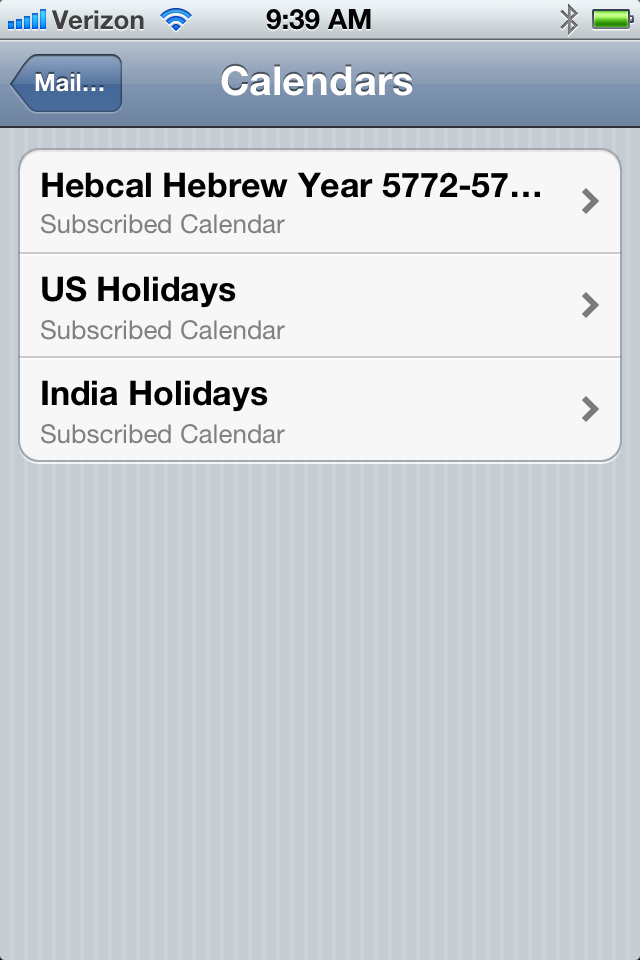 Verizon 9:39 AM
Mail...
Calendars
Hebcal Hebrew Year 5772-57...
Subscribed Calendar
US Holidays
Subscribed Calendar
India Holidays
Subscribed Calendar